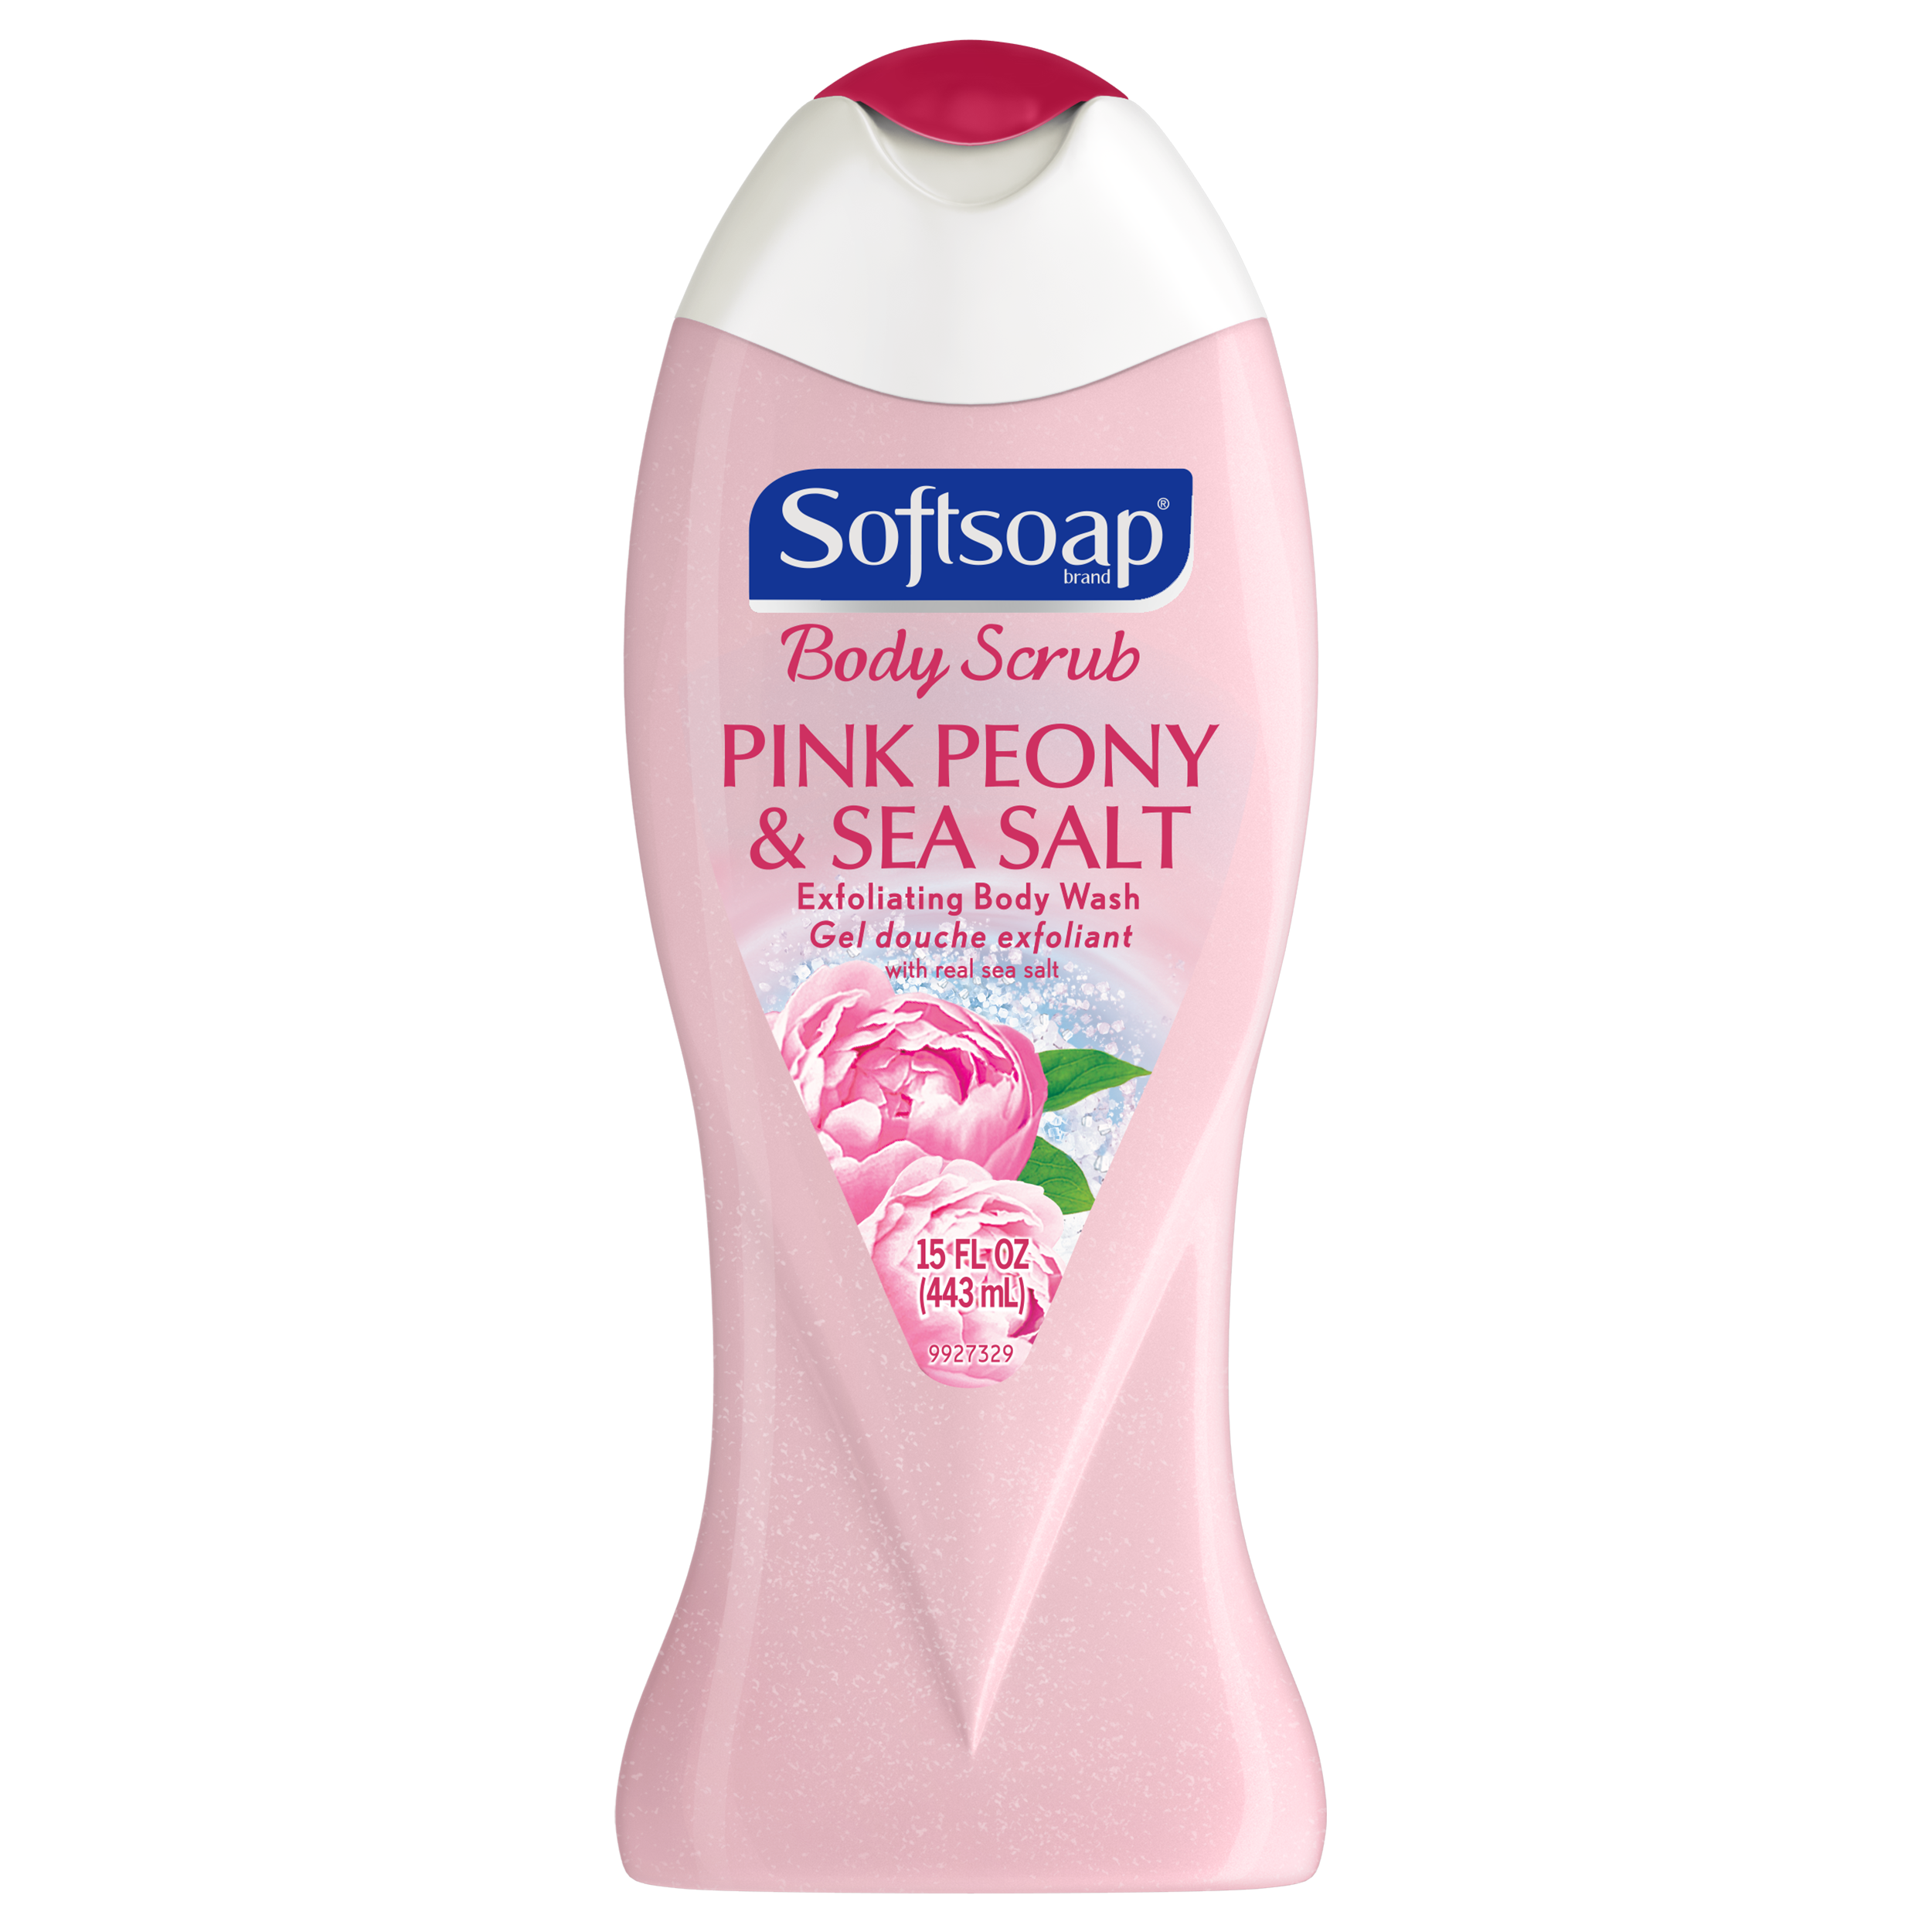 Softsoap®
brand
Body Scrub
PINK PEONY
& SEA SALT
Exfoliating Body Wash
Gel douche exfoliant
with real sea salt
15 FL OZ
(443 mL)
9927329